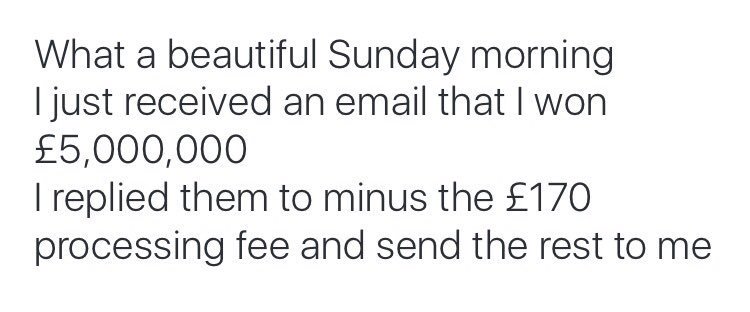 What a beautiful Sunday morning
I just received an email that I won
£5,000,000
I replied them to minus the £170
processing fee and send the rest to me